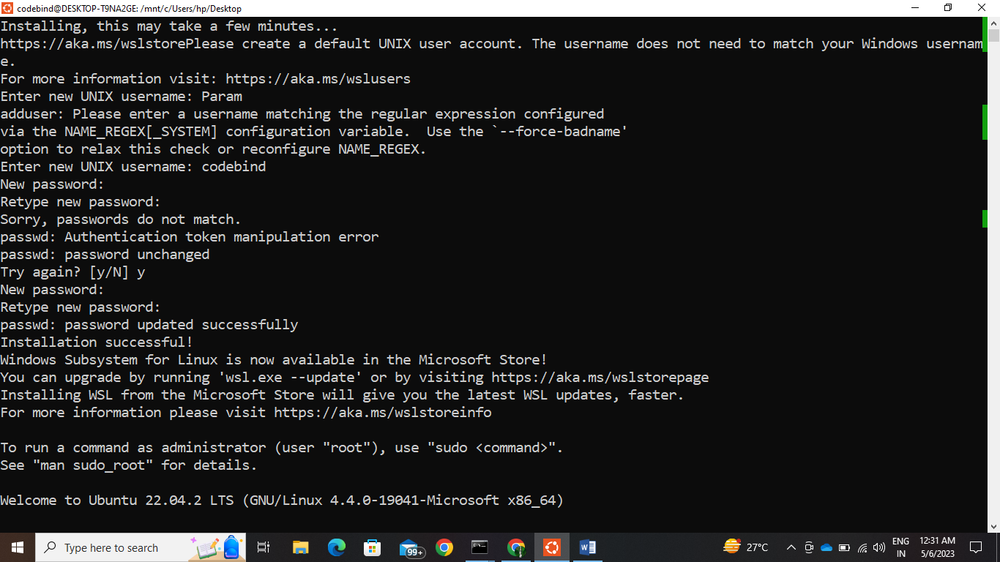 codebind@DESKTOP-T9NA2GE: /mnt/c/Users/hp/Desktop
Installing, this may take a few minutes...
https://aka.ms/wslstorePlease create a default UNIX user account. The username does not need to match your Windows usernam
e.
For more information visit: https://aka.ms/wslusers
Enter new UNIX username: Param
adduser: Please enter a username matching the regular expression configured
via the NAME_REGEX[_SYSTEM] configuration variable.  Use the `--force-badname'
option to relax this check or reconfigure NAME_REGEX.
Enter new UNIX username: codebind
New password:
Retype new password:
Sorry, passwords do not match.
passwd: Authentication token manipulation error
passwd: password unchanged
Try again? [y/N] y
New password:
Retype new password:
passwd: password updated successfully
Installation successful!
Windows Subsystem for Linux is now available in the Microsoft Store!
You can upgrade by running 'wsl.exe --update' or by visiting https://aka.ms/wslstorepage
Installing WSL from the Microsoft Store will give you the latest WSL updates, faster.
For more information please visit https://aka.ms/wslstoreinfo
To run a command as administrator (user "root"), use "sudo <command>".
See "man sudo_root" for details.
Welcome to Ubuntu 22.04.2 LTS (GNU/Linux 4.4.0-19041-Microsoft x86_64)
Type here to search
99+
27°C
ENG
IN
12:31 AM
5/6/2023